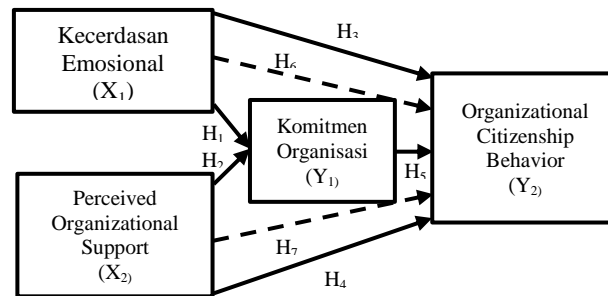 Kecerdasan
Emosional
(X₁)
H₃
H₆
H₁
H₂
Komitmen
Organisasi
(Y₁)
H₅
Organizational
Citizenship
Behavior
(Y₂)
Perceived
Organizational
Support
(X₂)
H₇
H₄